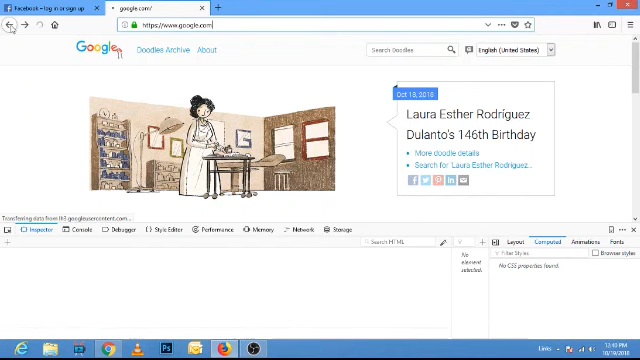 Facebook – log in or sign up
google.com/
https://www.google.com
Google
Doodles Archive
About
Search Doodles
English (United States)
Oct 18, 2018
Laura Esther Rodríguez
Dulanto's 146th Birthday
More doodle details
Search for 'Laura Esther Rodriguez...
Transferring data from lh3.googleusercontent.com...
Inspector
Console
Debugger
Style Editor
Performance
Memory
Network
Storage
Search HTML
Layout
Computed
Animations
Fonts
Filter Styles
Browser styles
No
element
selected.
No CSS properties found.
Links
12:40 PM
10/19/2018